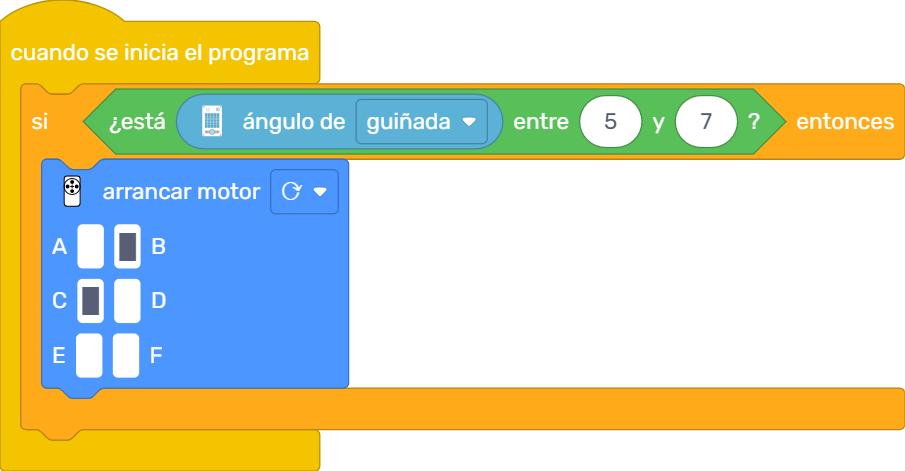 cuando se inicia el programa
si ¿está ángulo de guiñada entre 5 y 7 ? entonces
arrancar motor
A B
C D
E F